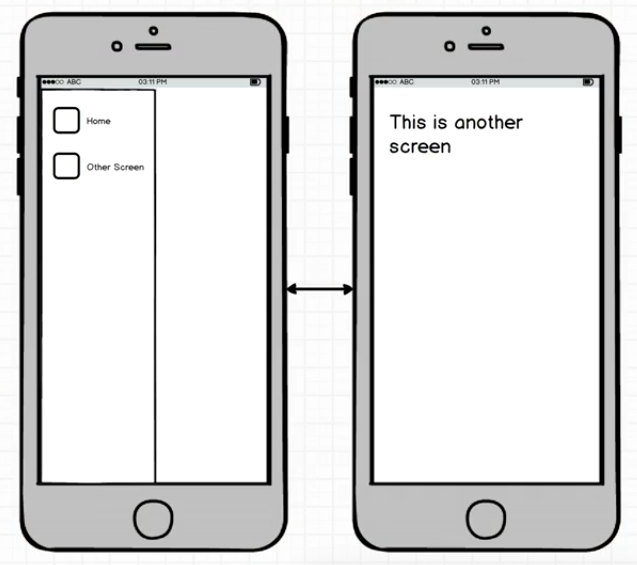 ABC 03:11 PM
Home
Other Screen
ABC 03:11 PM
This is another
screen